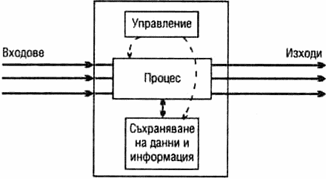 Управление
Входове
Изходи
Процес
Съхраняване
на данни и
информация